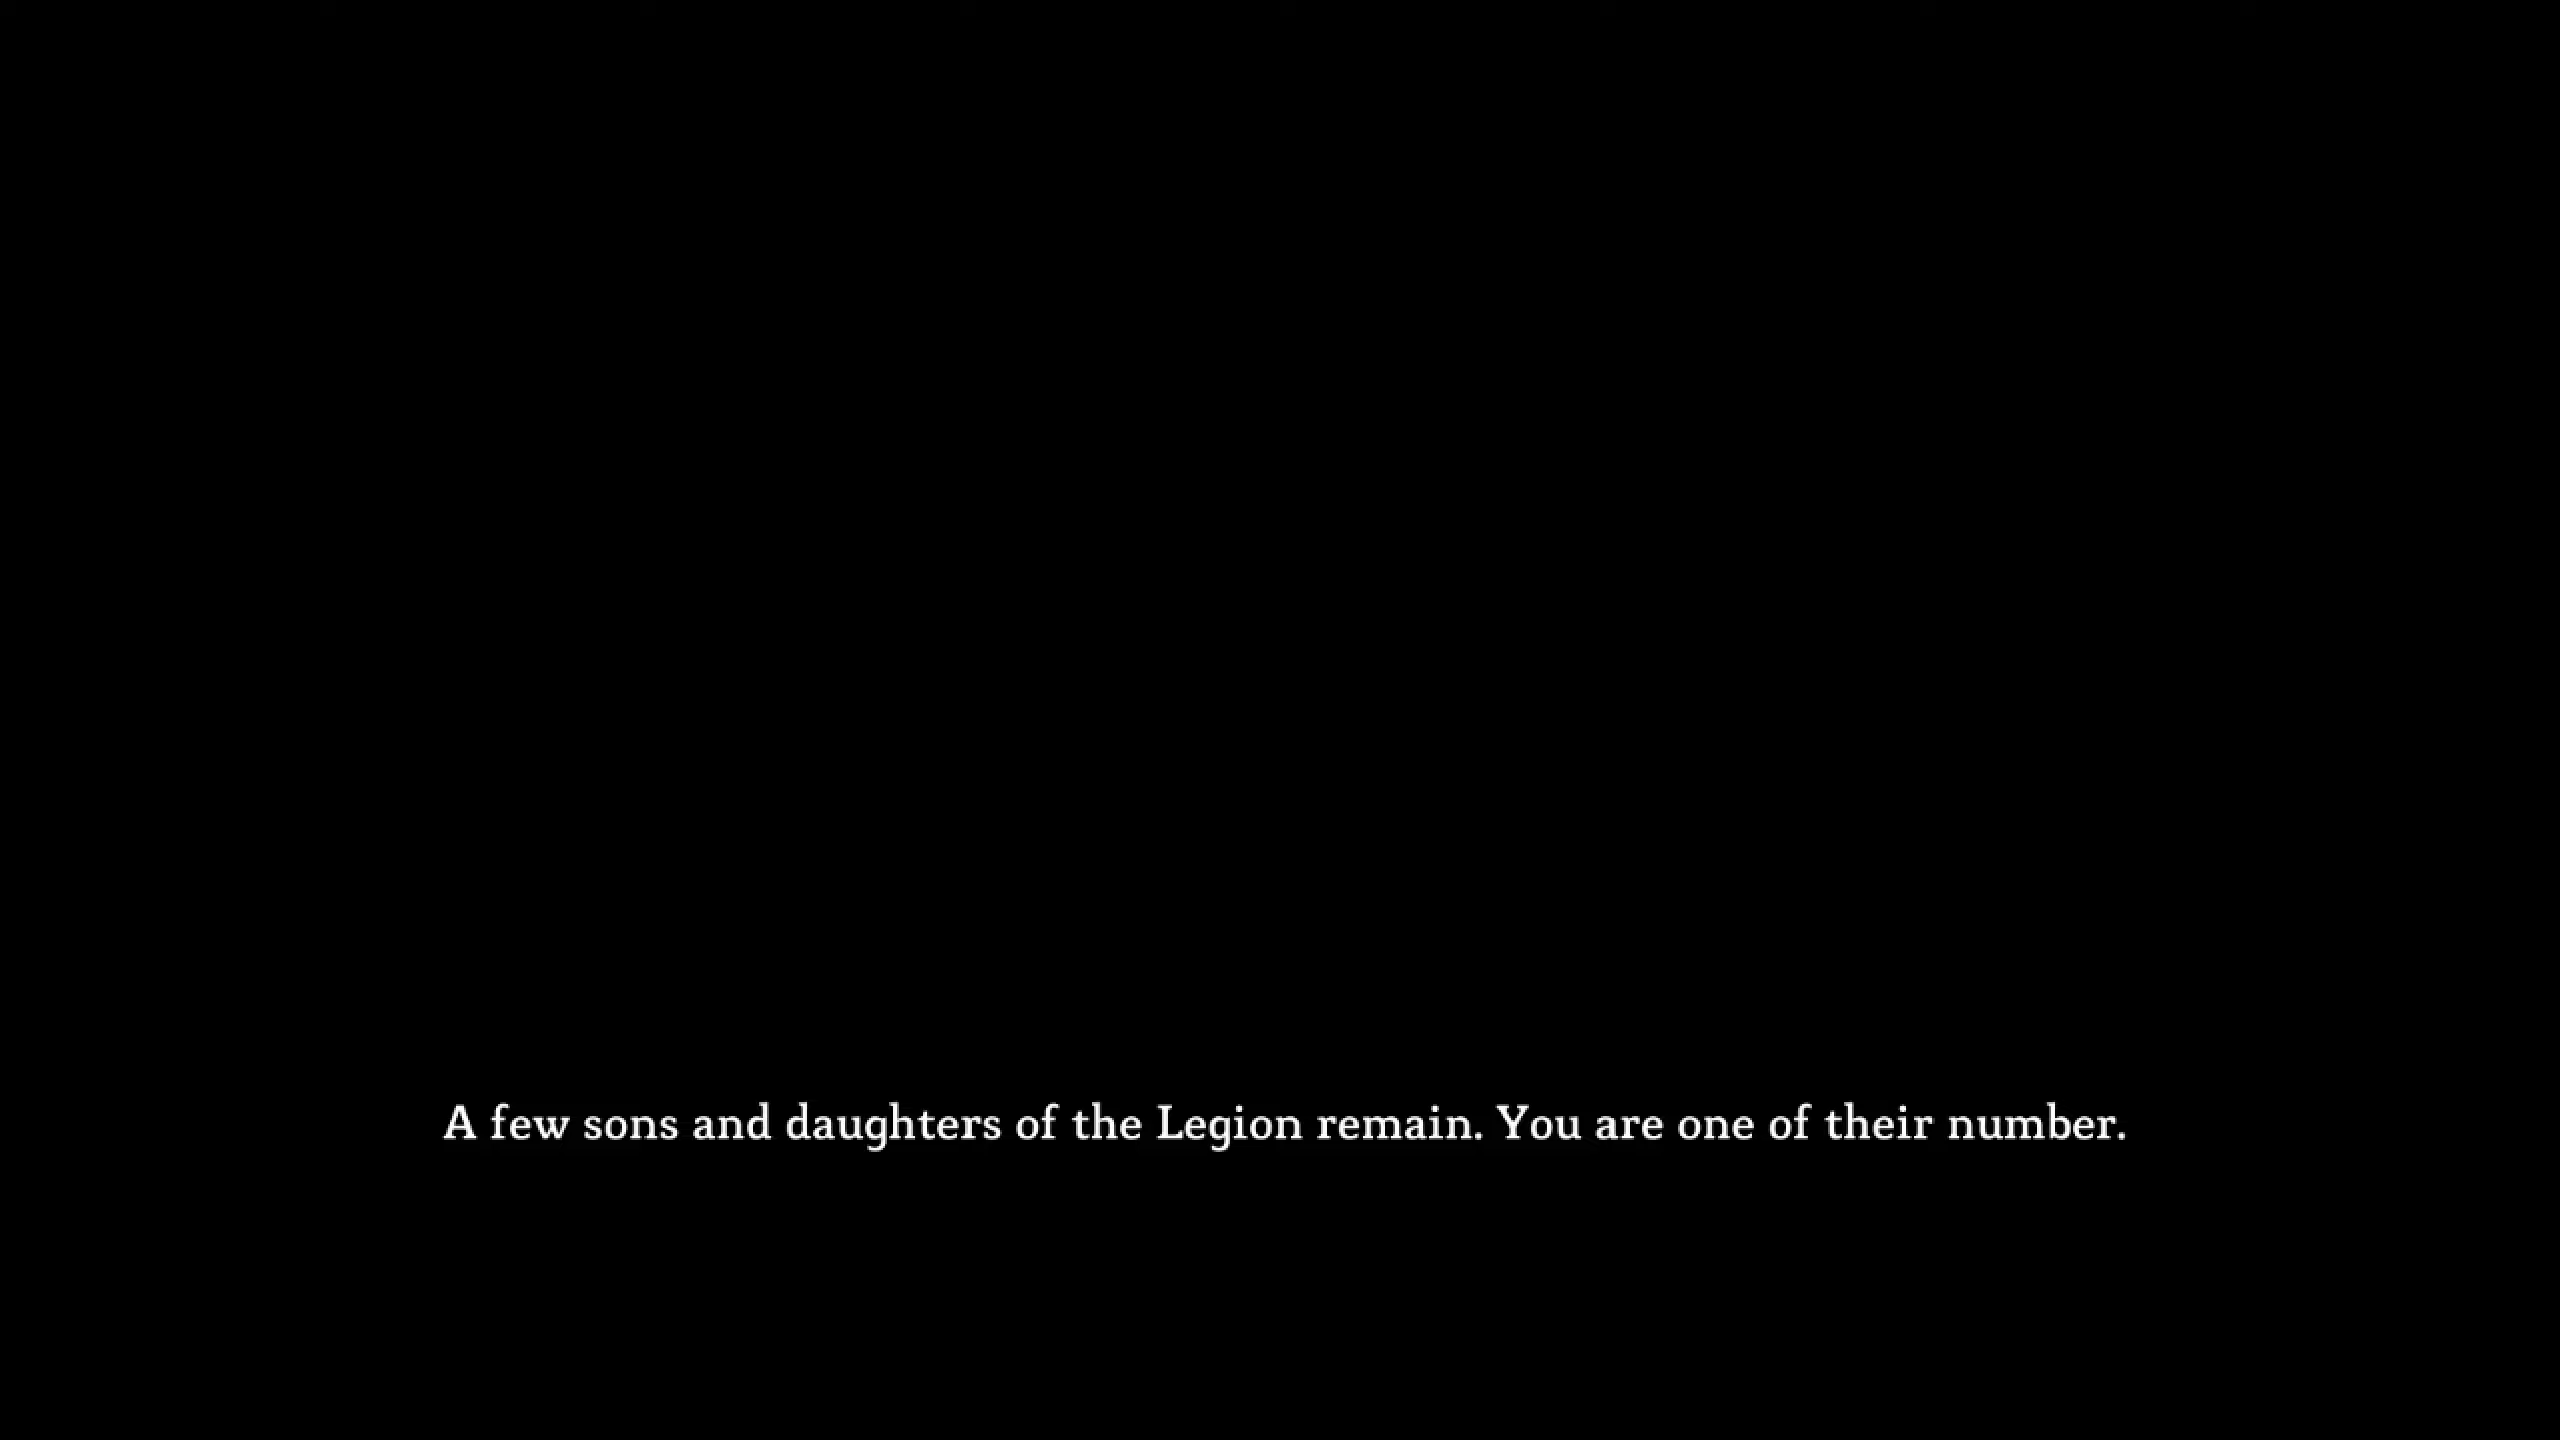 A few sons and daughters of the Legion remain. You are one of their number.